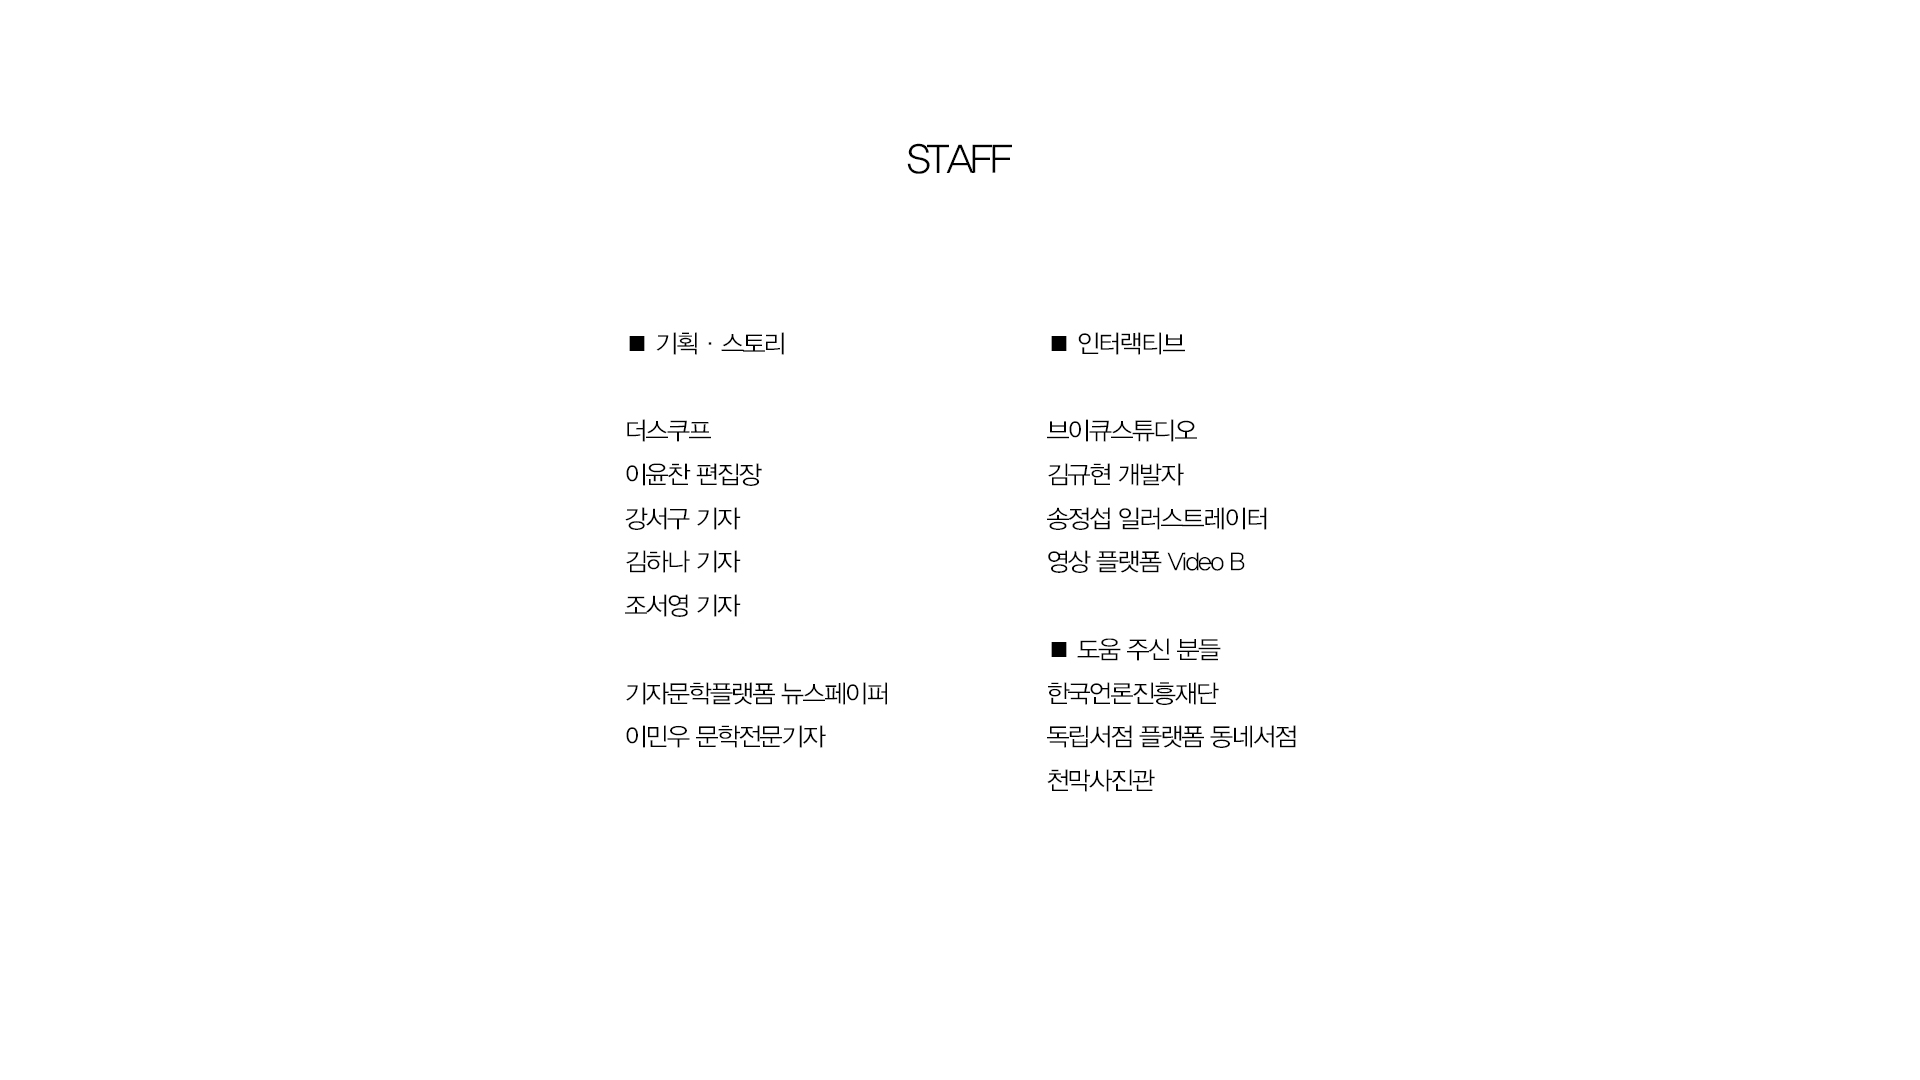 STAFF
■ 기획 · 스토리
더스쿠프
이윤찬 편집장
강서구 기자
김하나 기자
조서영 기자
기자문학플랫폼 뉴스페이퍼
이민우 문학전문기자
■ 인터랙티브
브이큐스튜디오
김규현 개발자
송정섭 일러스트레이터
영상 플랫폼 Video B
■ 도움 주신 분들
한국언론진흥재단
독립서점 플랫폼 동네서점
천막사진관